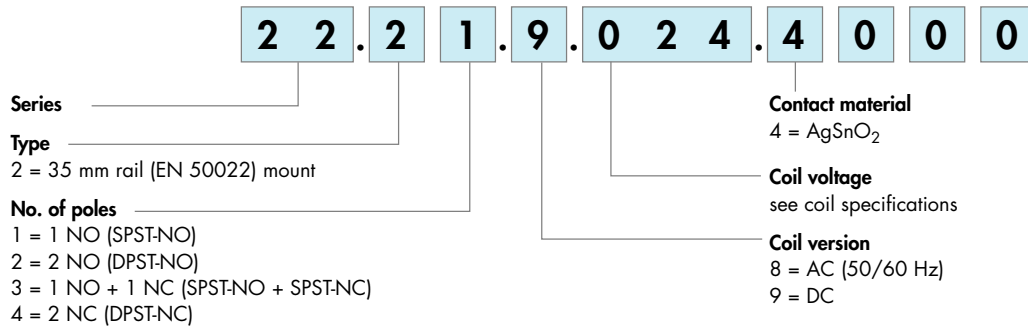 2 2 . 2 1 . 9 . 0 2 4 . 4 0 0 0
Series
Type
2 = 35 mm rail (EN 50022) mount
No. of poles
1 = 1 NO (SPST-NO)
2 = 2 NO (DPST-NO)
3 = 1 NO + 1 NC (SPST-NO + SPST-NC)
4 = 2 NC (DPST-NC)
Contact material
4 = AgSnO₂
Coil voltage
see coil specifications
Coil version
8 = AC (50/60 Hz)
9 = DC